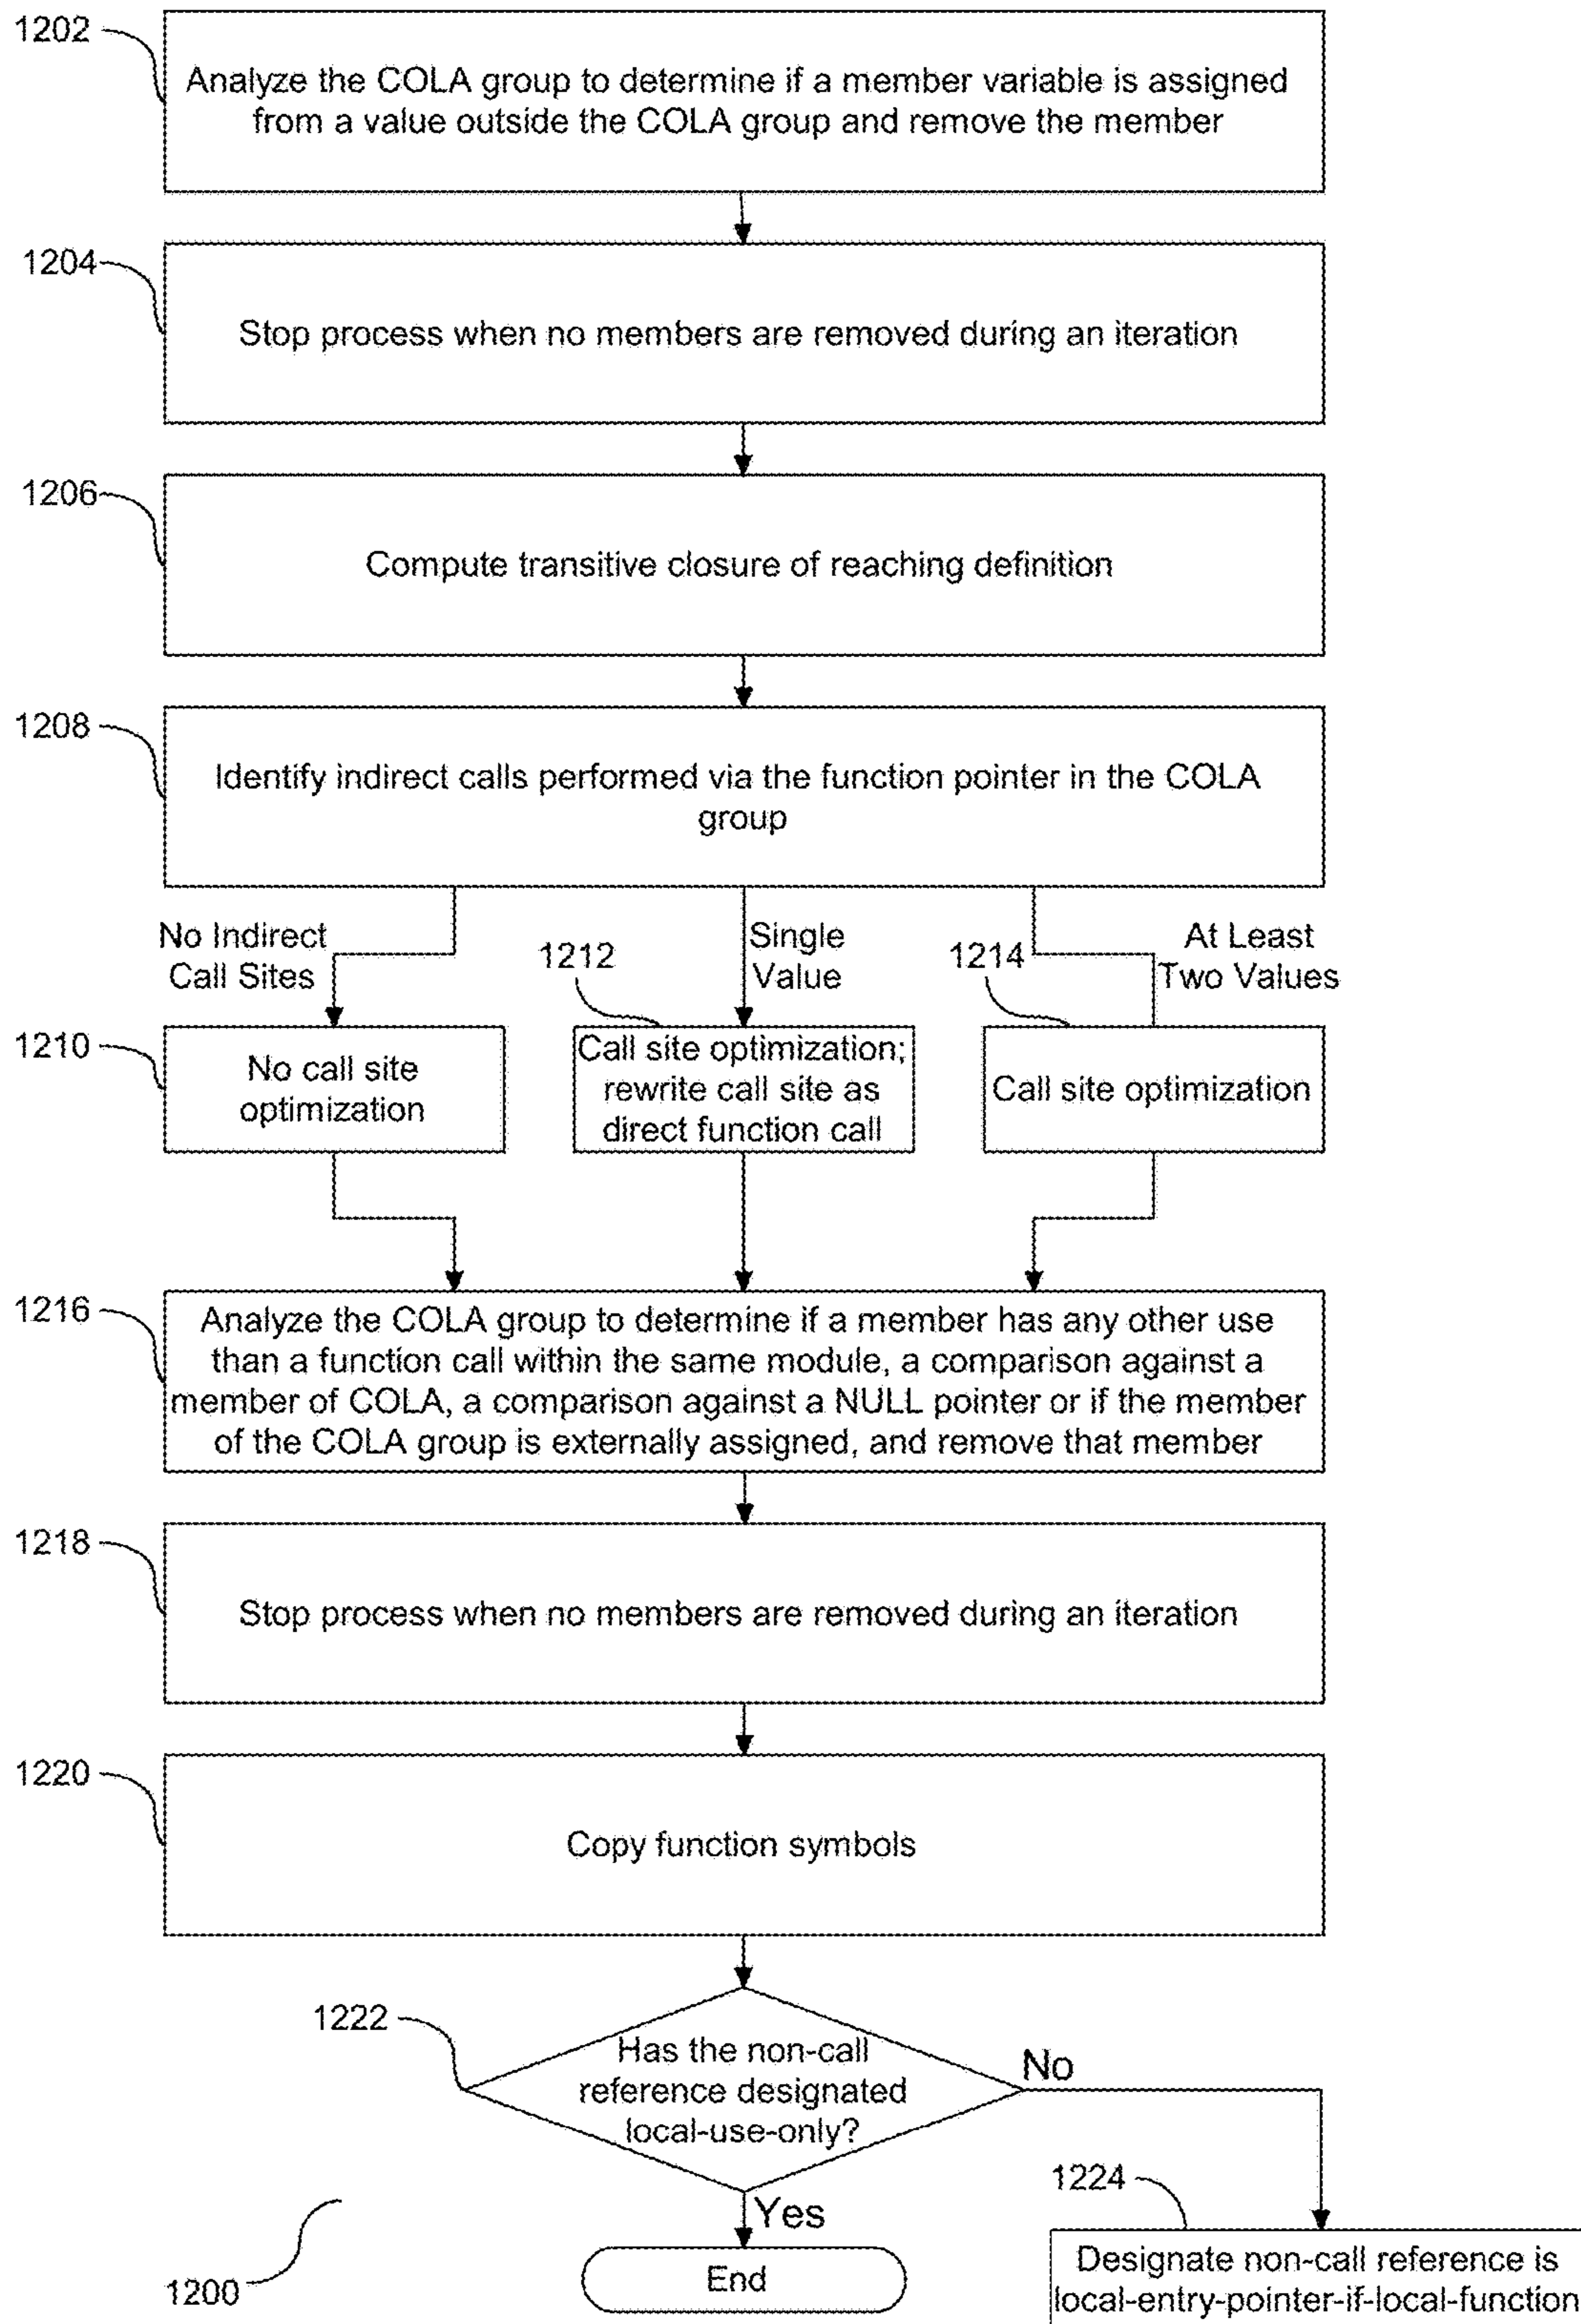 1202
Analyze the COLA group to determine if a member variable is assigned
from a value outside the COLA group and remove the member
1204
Stop process when no members are removed during an iteration
1206
Compute transitive closure of reaching definition
1208
Identify indirect calls performed via the function pointer in the COLA
group
No Indirect
Call Sites
1212
Single
Value
1214
At Least
Two Values
1210
No call site
optimization
Call site optimization;
rewrite call site as
direct function call
Call site optimization
1216
Analyze the COLA group to determine if a member has any other use
than a function call within the same module, a comparison against a
member of COLA, a comparison against a NULL pointer or if the member
of the COLA group is externally assigned, and remove that member
1218
Stop process when no members are removed during an iteration
1220
Copy function symbols
1222
Has the non-call
reference designated
local-use-only?
No
Yes
1224
End
Designate non-call reference is
local-entry-pointer-if-local-function
1200